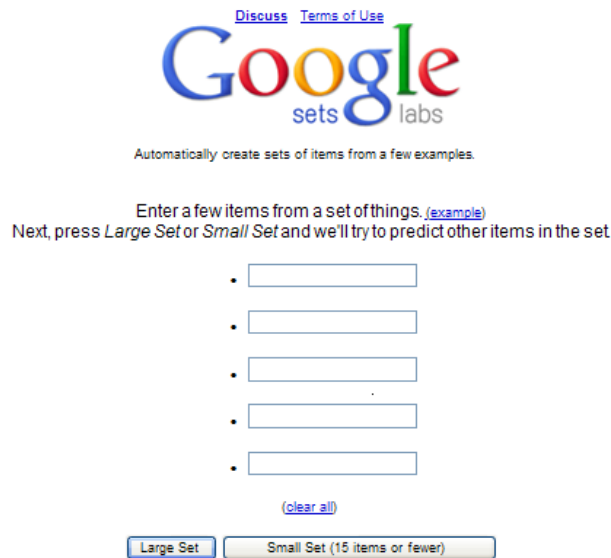 Discuss Terms of Use
Google
sets labs
Automatically create sets of items from a few examples.
Enter a few items from a set of things. (example)
Next, press Large Set or Small Set and we'll try to predict other items in the set.
(clear all)
Large Set Small Set (15 items or fewer)